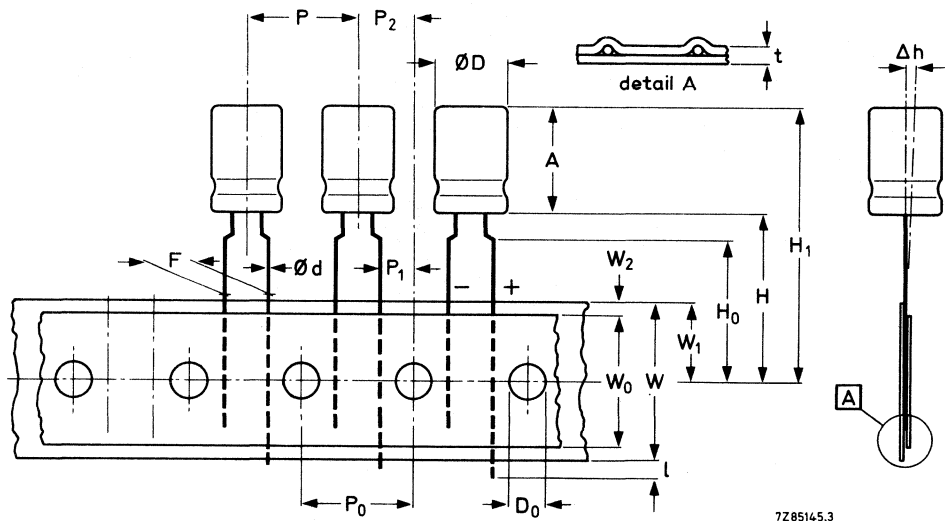 P
P₂
ØD
t
detail A
Δh
A
H₁
F
Ød
P₁
−
+
W₂
H₀
H
W₁
W₀
W
A
l
P₀
D₀
7Z85145.3